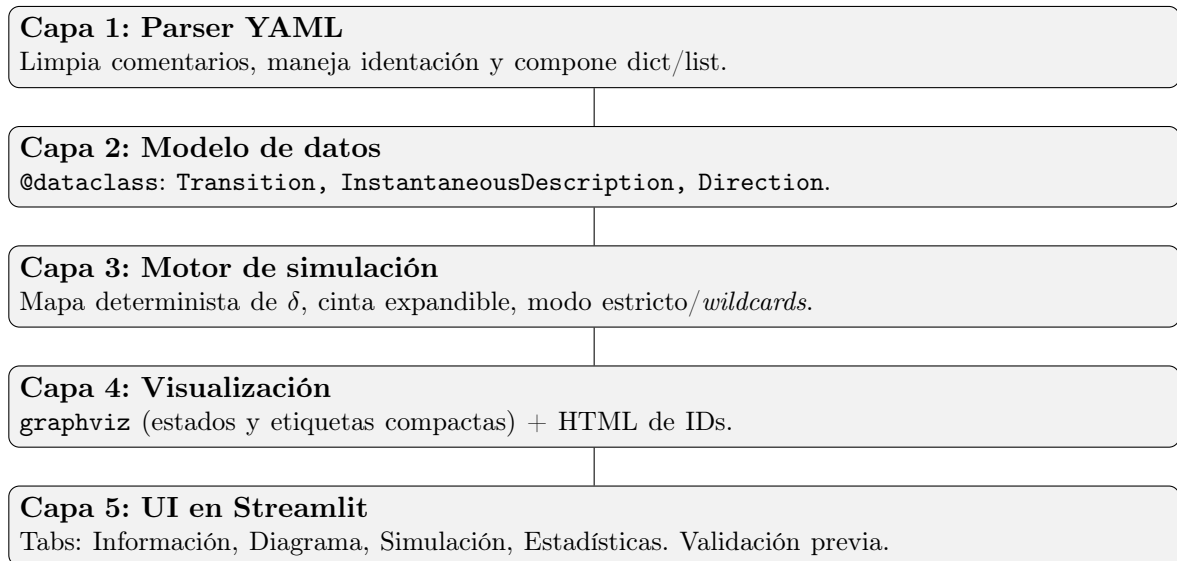 Capa 1: Parser YAML
Limpia comentarios, maneja identación y compone dict/list.
Capa 2: Modelo de datos
@dataclass: Transition, InstantaneousDescription, Direction.
Capa 3: Motor de simulación
Mapa determinista de δ, cinta expandible, modo estricto/wildcards.
Capa 4: Visualización
graphviz (estados y etiquetas compactas) + HTML de IDs.
Capa 5: UI en Streamlit
Tabs: Información, Diagrama, Simulación, Estadísticas. Validación previa.